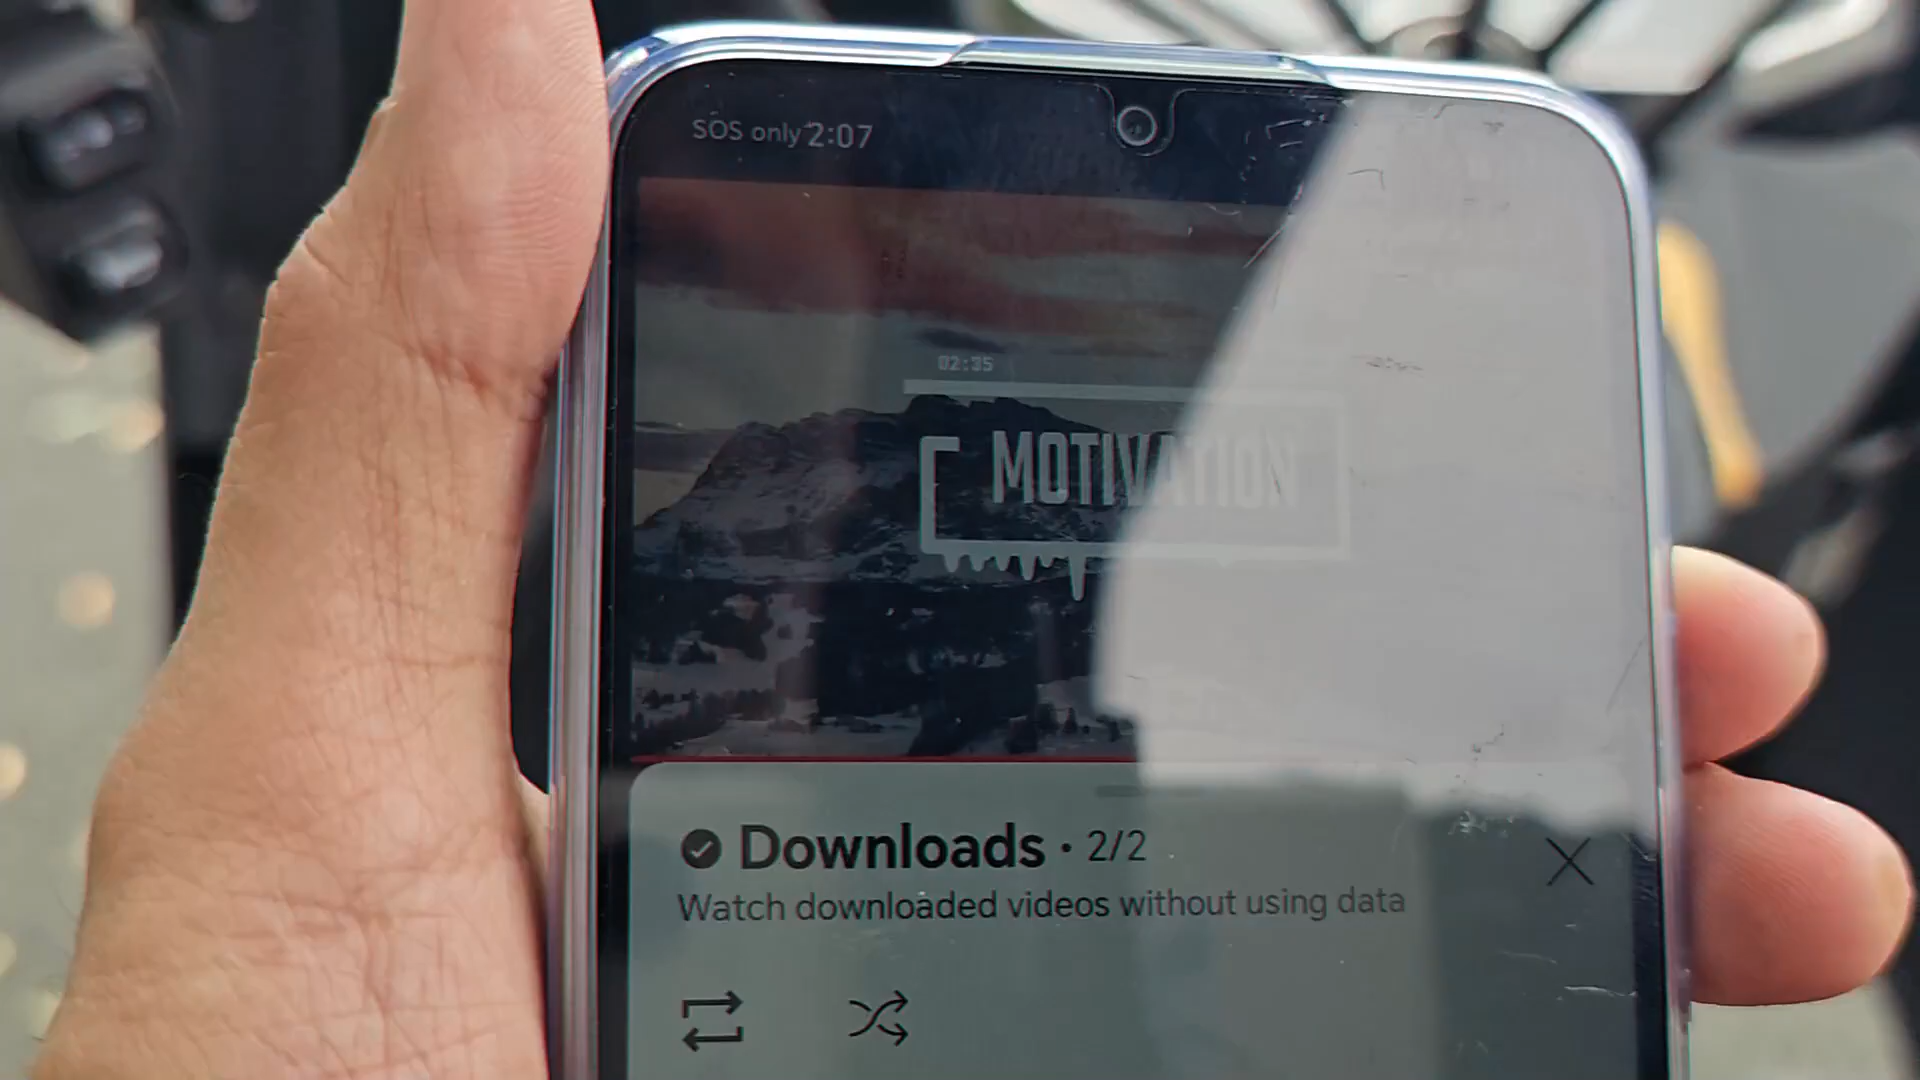 SOS only 2:07
02:35
MOTIVATION
Downloads · 2/2
Watch downloaded videos without using data